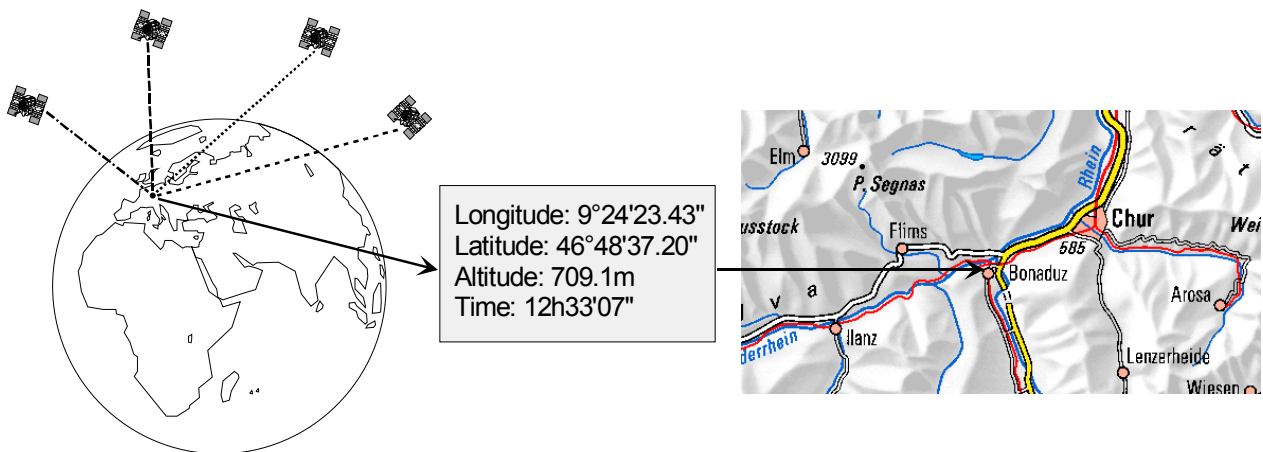 Longitude: 9°24'23.43"
Latitude: 46°48'37.20"
Altitude: 709.1m
Time: 12h33'07"
Elm
3099
P. Segnas
Rhein
r ä t
usstock
Flims
Chur
Wei
585
Bonaduz
v a
Arosa
Ilanz
derrhein
Lenzerheide
Wiesen